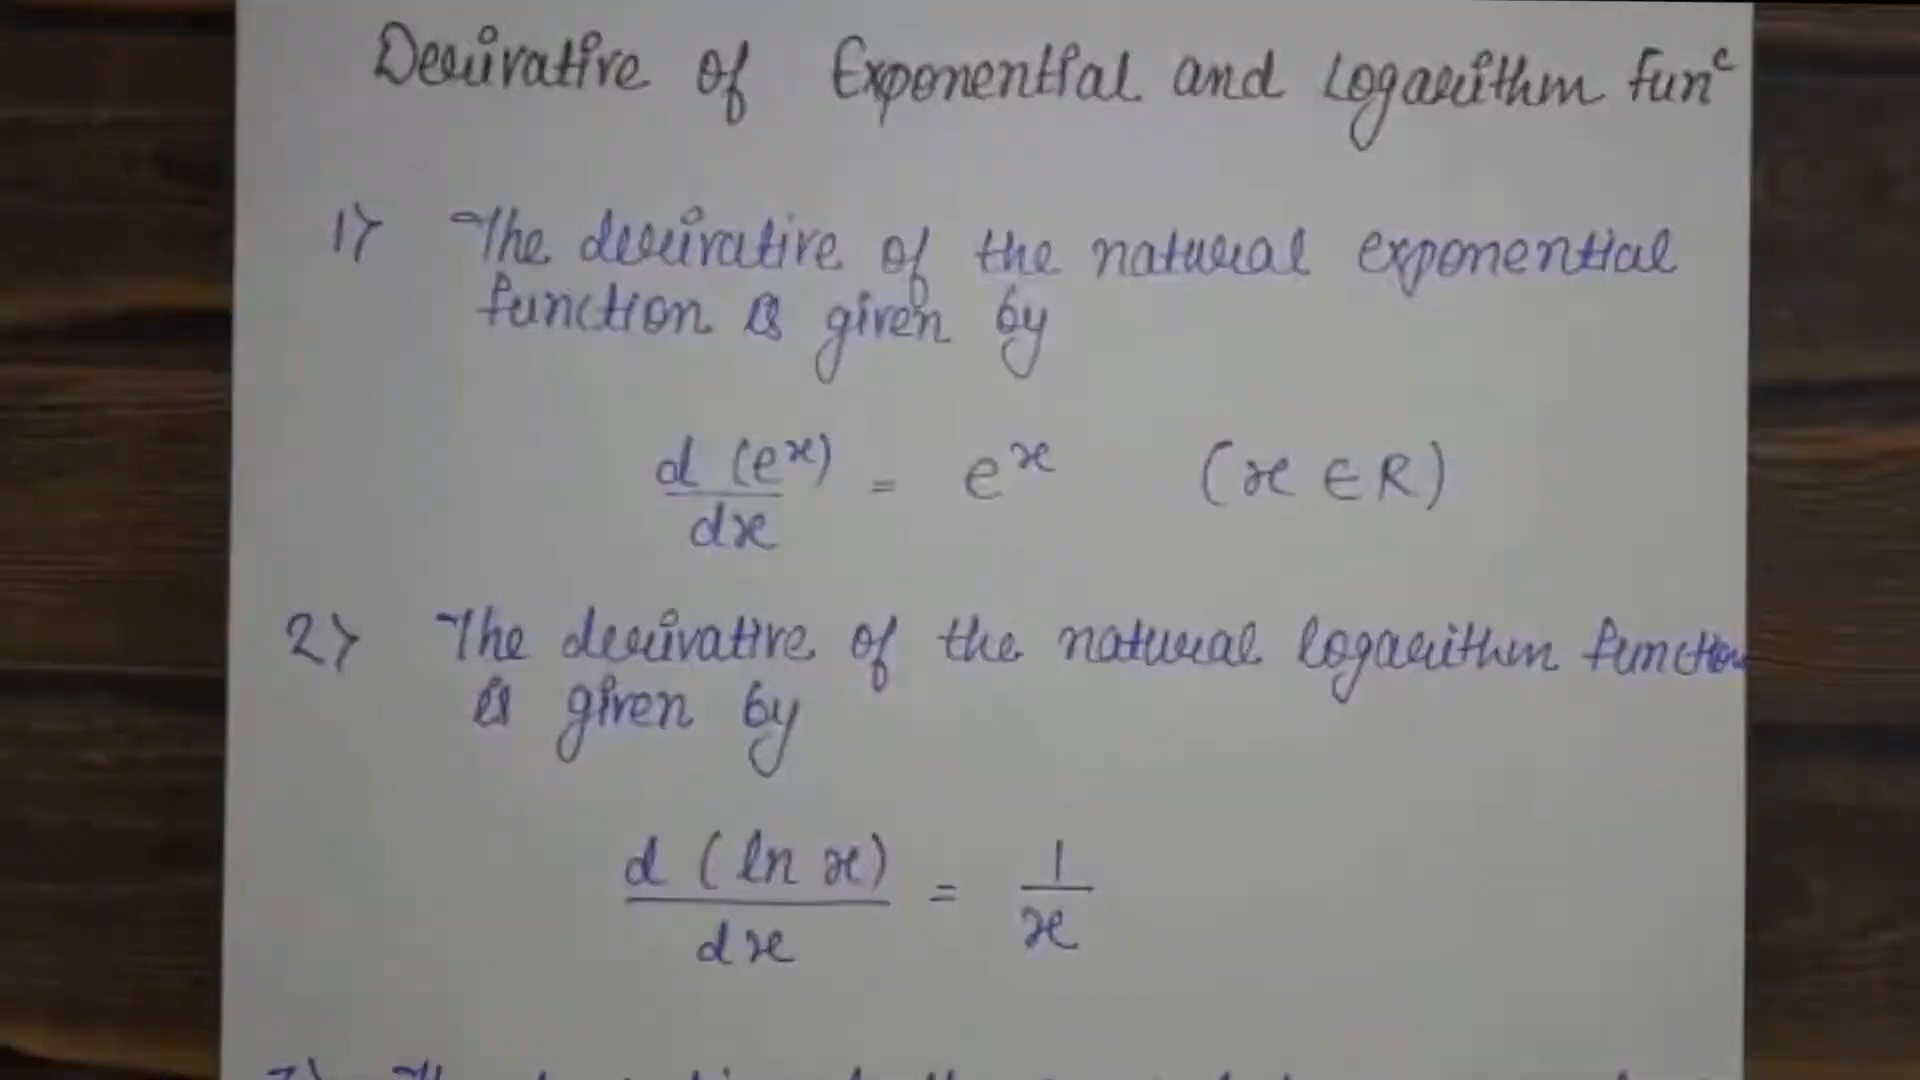 Derivative of Exponential and Logarithm Funᶜ
1) The derivative of the natural exponential
function is given by
d (eˣ)/dx = eˣ (x ∈ R)
2) The derivative of the natural logarithm function
is given by
d (ln x)/dx = 1/x